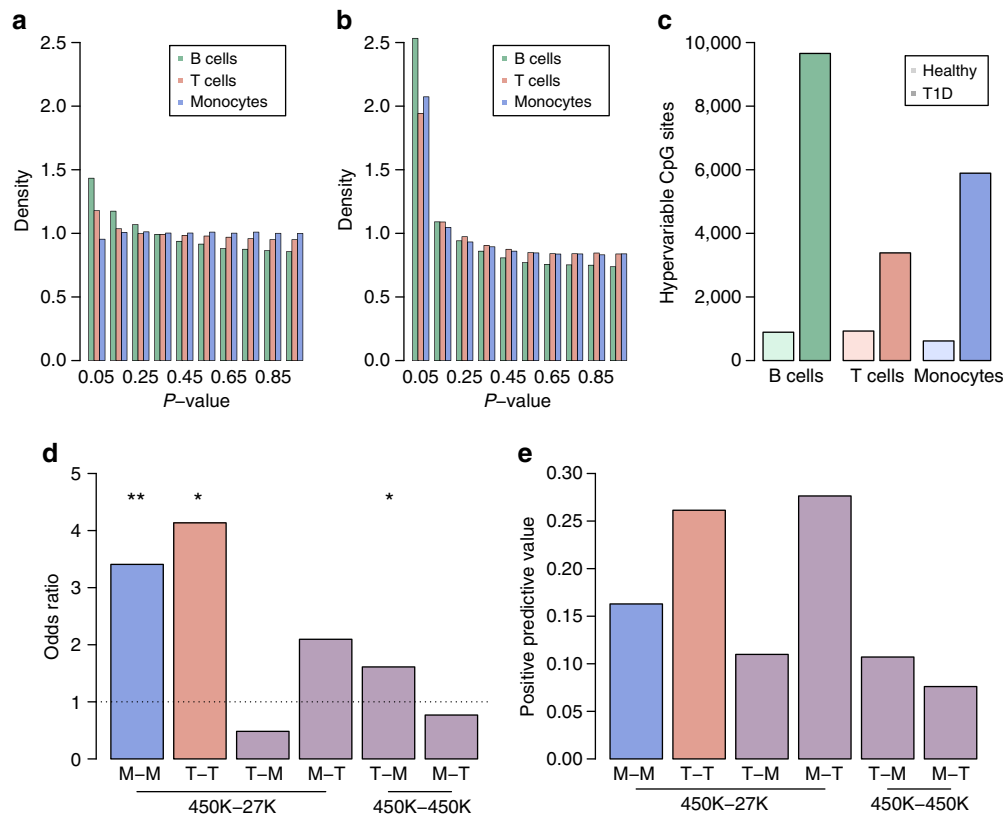 a
2.5
2.0
1.5
1.0
0.5
0.0
Density
0.05 0.25 0.45 0.65 0.85
P–value
B cells
T cells
Monocytes
b
2.5
2.0
1.5
1.0
0.5
0.0
Density
0.05 0.25 0.45 0.65 0.85
P–value
B cells
T cells
Monocytes
c
10,000
8,000
6,000
4,000
2,000
0
Hypervariable CpG sites
Healthy
T1D
B cells T cells Monocytes
d
5
4
3
2
1
0
Odds ratio
** * *
M–M T–T T–M M–T T–M M–T
450K–27K 450K–450K
e
0.30
0.25
0.20
0.15
0.10
0.05
0.00
Positive predictive value
M–M T–T T–M M–T T–M M–T
450K–27K 450K–450K